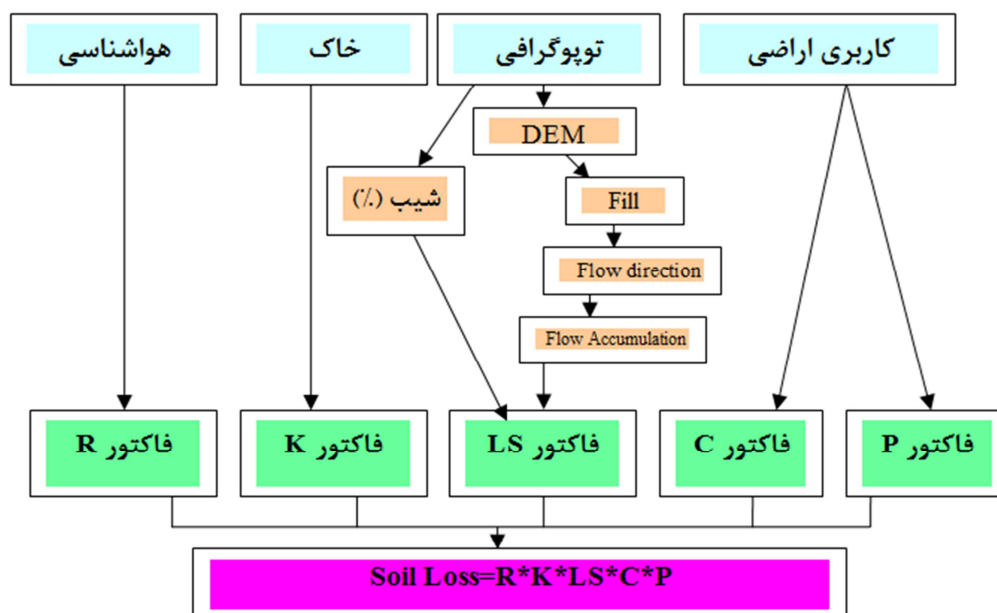 هواشناسی
خاک
توپوگرافی
کاربری اراضی
DEM
شیب (٪)
Fill
Flow direction
Flow Accumulation
فاکتور R
فاکتور K
فاکتور LS
فاکتور C
فاکتور P
Soil Loss=R*K*LS*C*P